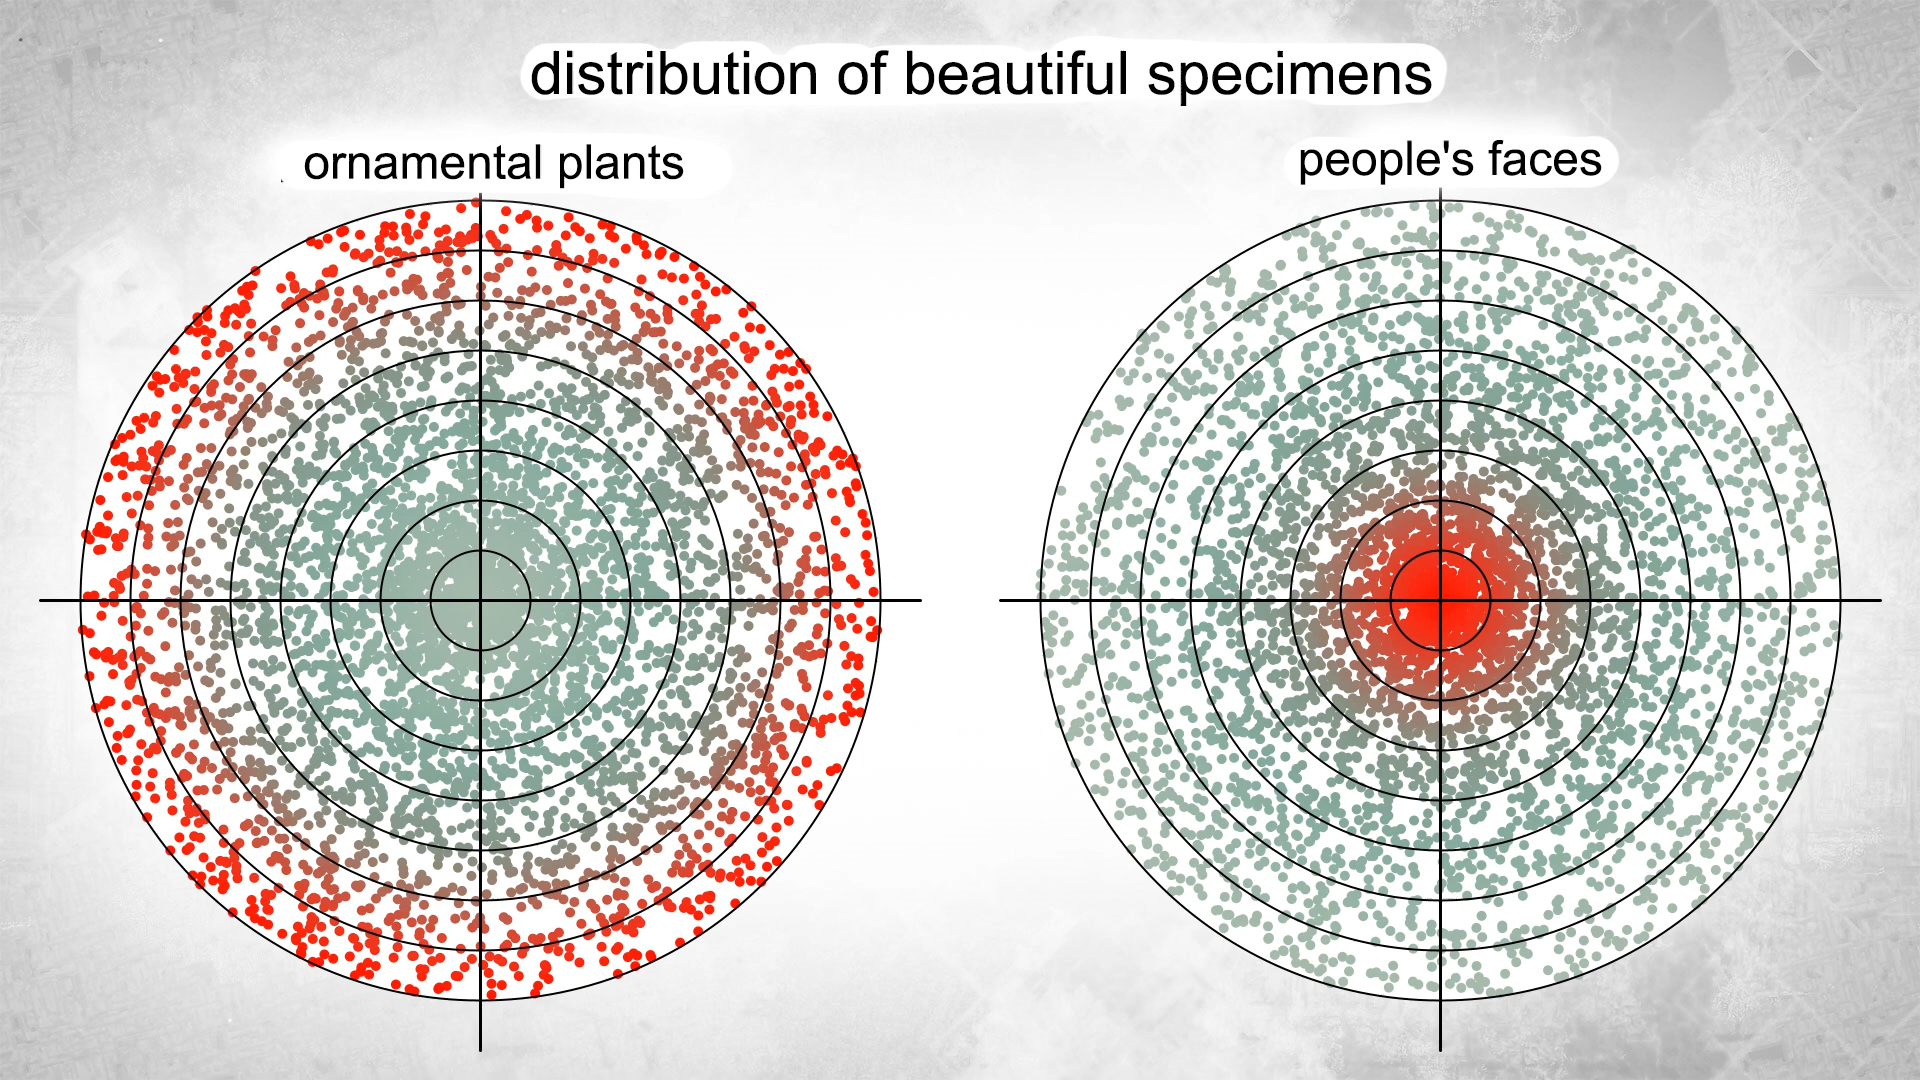 distribution of beautiful specimens
ornamental plants
people's faces